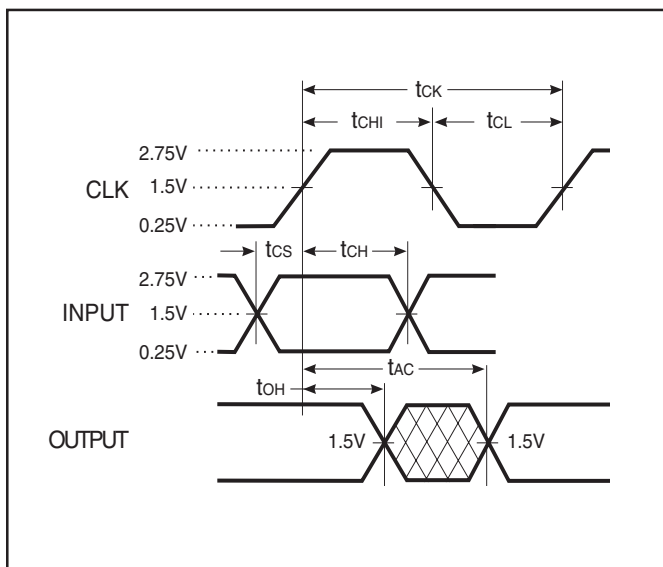 tCK
tCHI tCL
2.75V
CLK 1.5V
0.25V
tCS tCH
2.75V
INPUT 1.5V
0.25V
tAC
tOH
OUTPUT 1.5V 1.5V